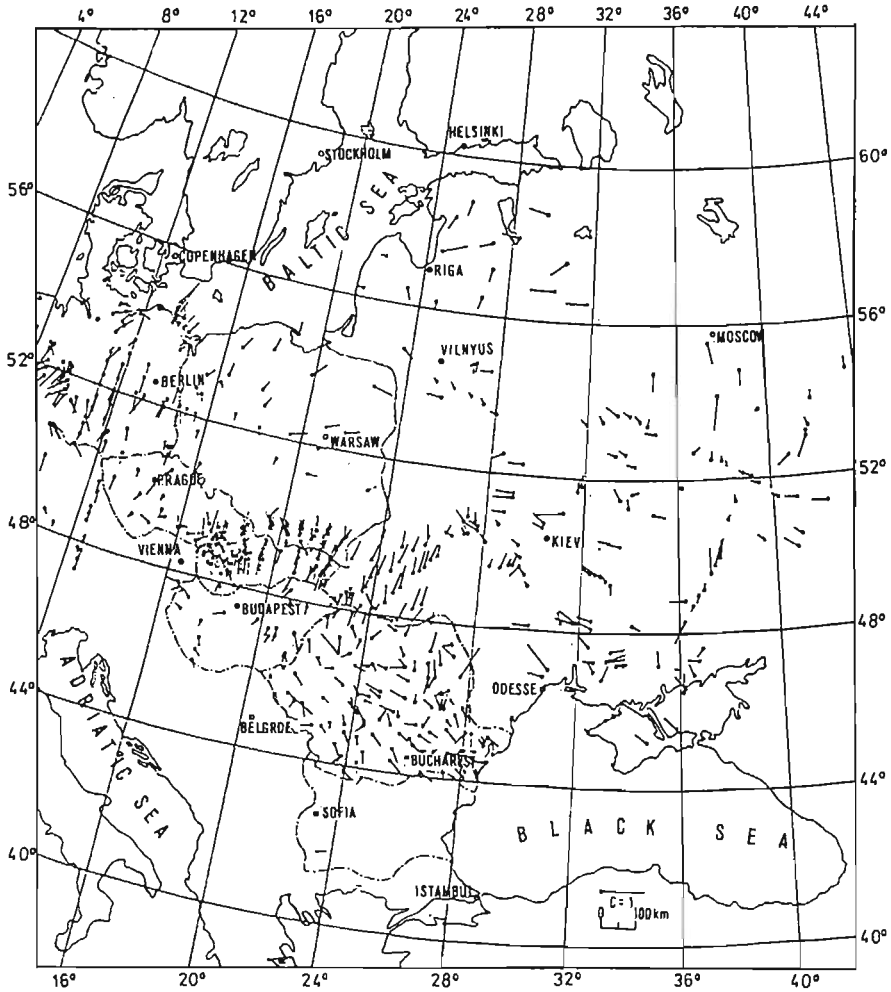 4° 8° 12° 16° 20° 24° 28° 32° 36° 40° 44°
HELSINKI
STOCKHOLM
60°
56°
BALTIC SEA
COPENHAGEN
RIGA
56°
MOSCOW
52°
VILNYUS
BERLIN
WARSAW
52°
PRAGUE
48°
VIENNA
KIEV
BUDAPEST
48°
ADRIATIC SEA
44°
ODESSE
BELGRDE
BUCHAREST
44°
SOFIA
BLACK SEA
40°
ISTAMBUL
C=1
0 100km
40°
16° 20° 24° 28° 32° 36° 40°